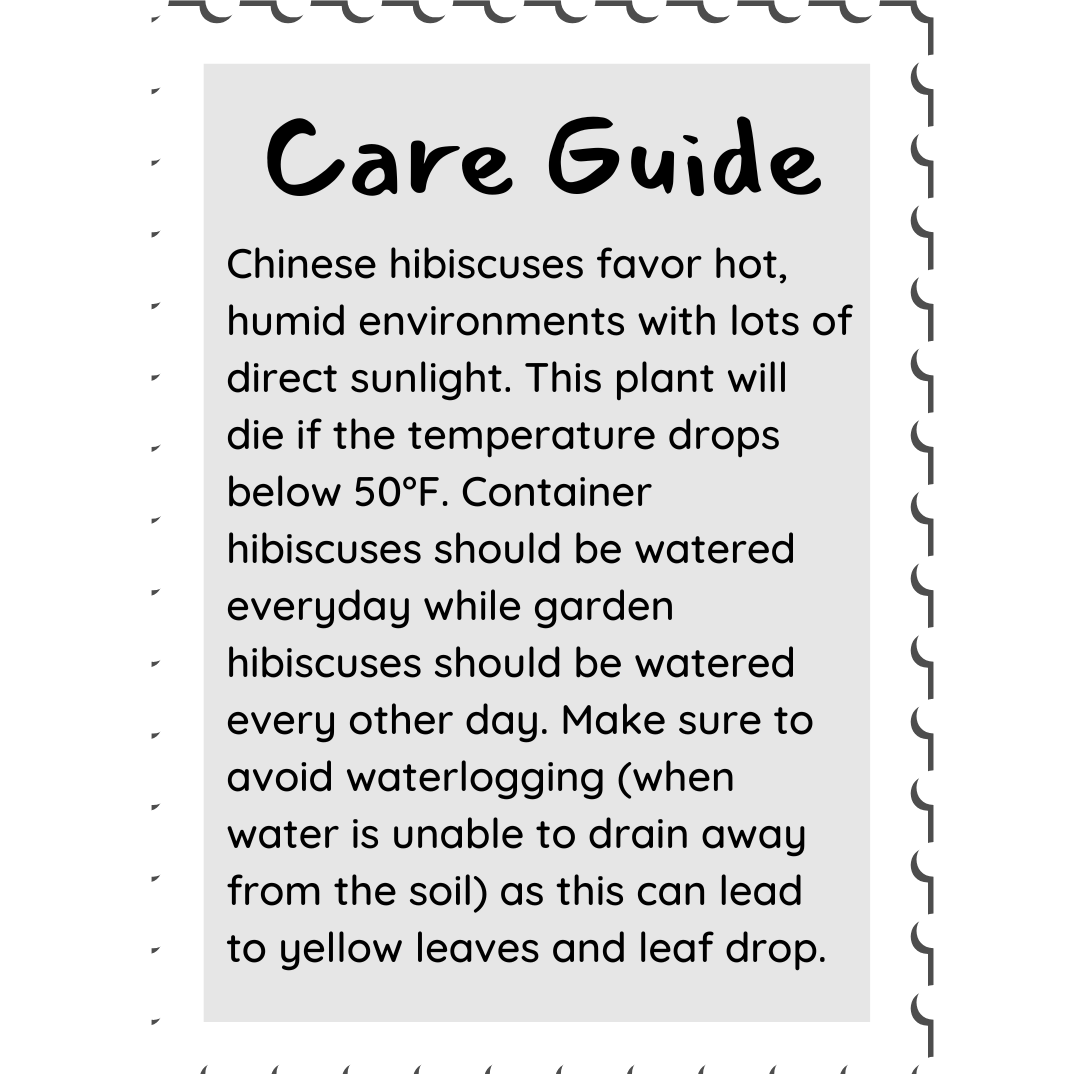 Care Guide
Chinese hibiscuses favor hot,
humid environments with lots of
direct sunlight. This plant will
die if the temperature drops
below 50°F. Container
hibiscuses should be watered
everyday while garden
hibiscuses should be watered
every other day. Make sure to
avoid waterlogging (when
water is unable to drain away
from the soil) as this can lead
to yellow leaves and leaf drop.